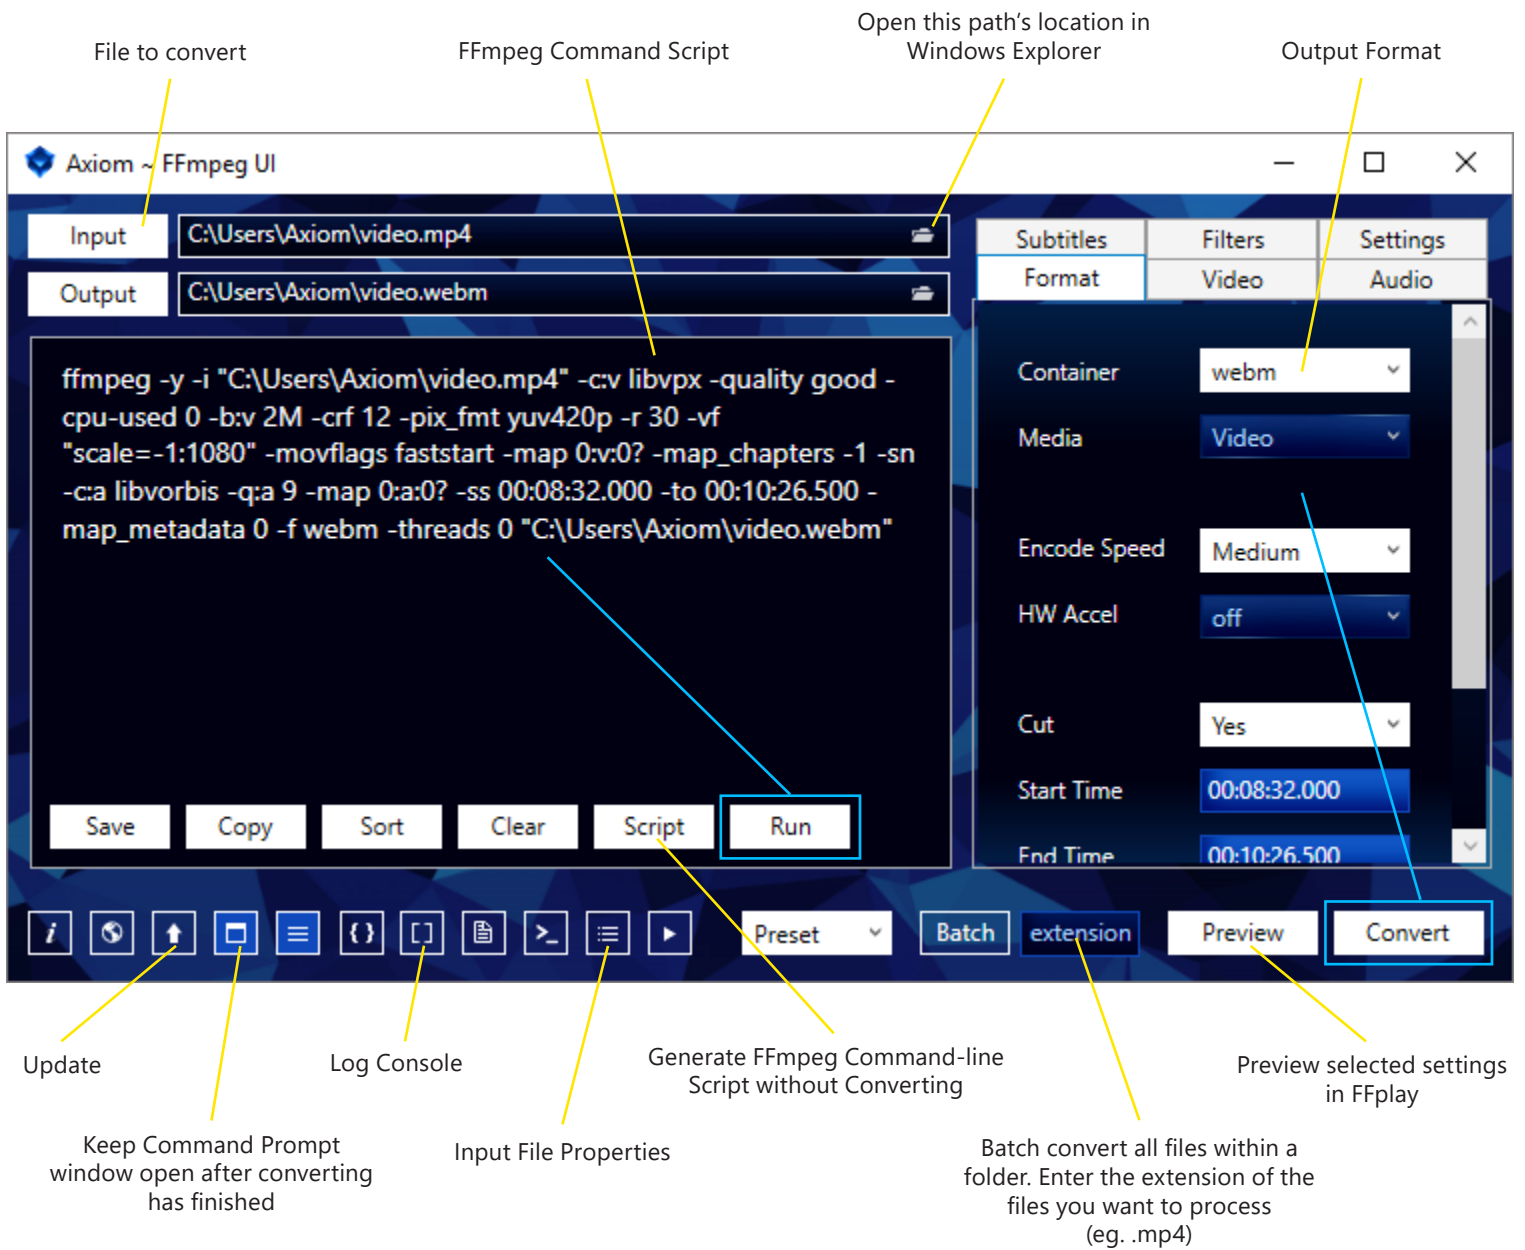 Open this path's location in
Windows Explorer
File to convert
FFmpeg Command Script
Output Format
Axiom ~ FFmpeg UI
Input
C:\Users\Axiom\video.mp4
Output
C:\Users\Axiom\video.webm
Subtitles
Filters
Settings
Format
Video
Audio
ffmpeg -y -i "C:\Users\Axiom\video.mp4" -c:v libvpx -quality good -
cpu-used 0 -b:v 2M -crf 12 -pix_fmt yuv420p -r 30 -vf
"scale=-1:1080" -movflags faststart -map 0:v:0? -map_chapters -1 -sn
-c:a libvorbis -q:a 9 -map 0:a:0? -ss 00:08:32.000 -to 00:10:26.500 -
map_metadata 0 -f webm -threads 0 "C:\Users\Axiom\video.webm"
Container
webm
Media
Video
Encode Speed
Medium
HW Accel
off
Cut
Yes
Start Time
00:08:32.000
End Time
00:10:26.500
Save
Copy
Sort
Clear
Script
Run
Preset
Batch
extension
Preview
Convert
Update
Log Console
Generate FFmpeg Command-line
Script without Converting
Preview selected settings
in FFplay
Keep Command Prompt
window open after converting
has finished
Input File Properties
Batch convert all files within a
folder. Enter the extension of the
files you want to process
(eg. .mp4)